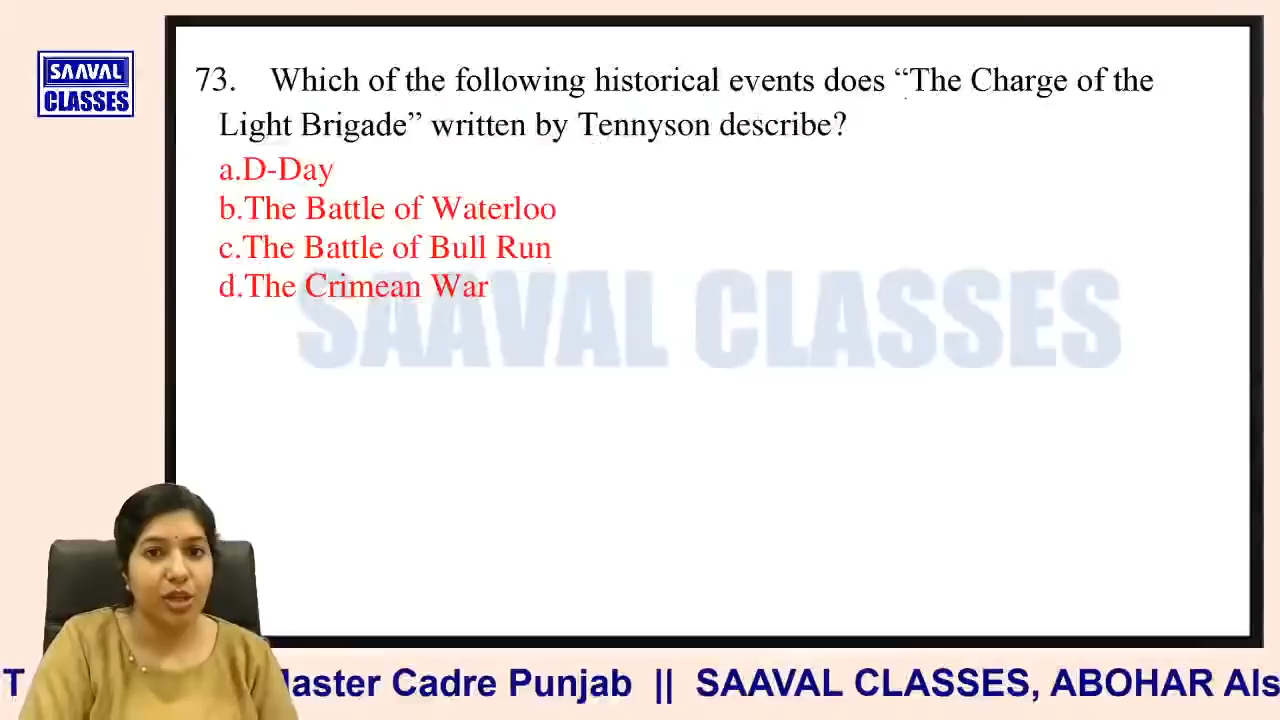 SAAVAL
CLASSES
73. Which of the following historical events does “The Charge of the
Light Brigade” written by Tennyson describe?
a.D-Day
b.The Battle of Waterloo
c.The Battle of Bull Run
d.The Crimean War
SAAVAL CLASSES
T Master Cadre Punjab || SAAVAL CLASSES, ABOHAR Als